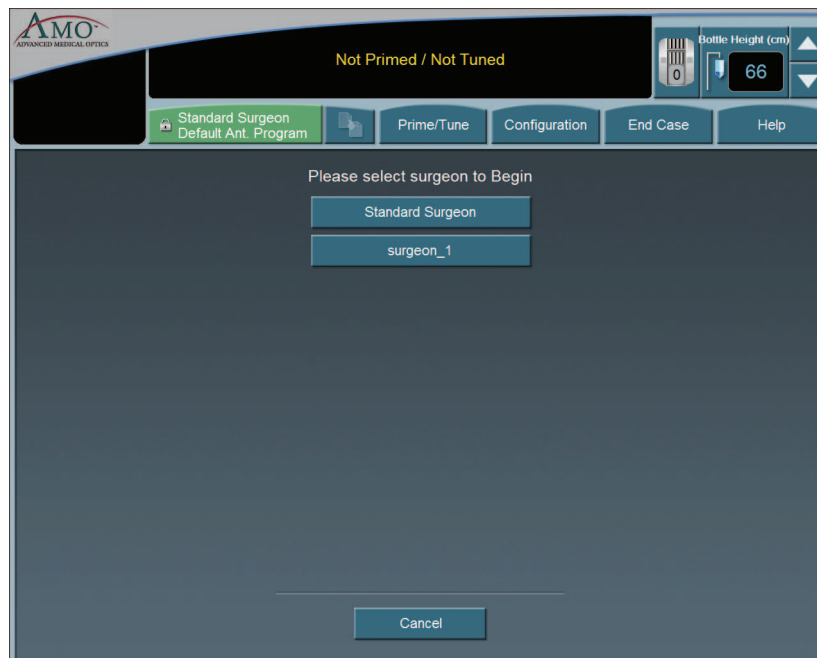 AMO™
ADVANCED MEDICAL OPTICS
Not Primed / Not Tuned
0
Bottle Height (cm)
66
Standard Surgeon
Default Ant. Program
Prime/Tune
Configuration
End Case
Help
Please select surgeon to Begin
Standard Surgeon
surgeon_1
Cancel